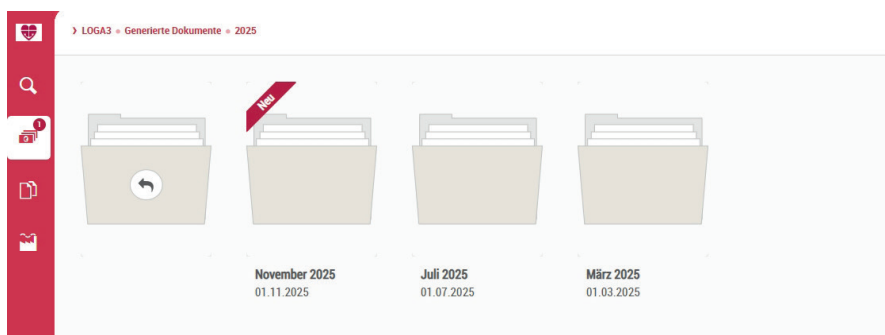 ❯ LOGA3 • Generierte Dokumente • 2025
1
Neu
November 2025
01.11.2025
Juli 2025
01.07.2025
März 2025
01.03.2025